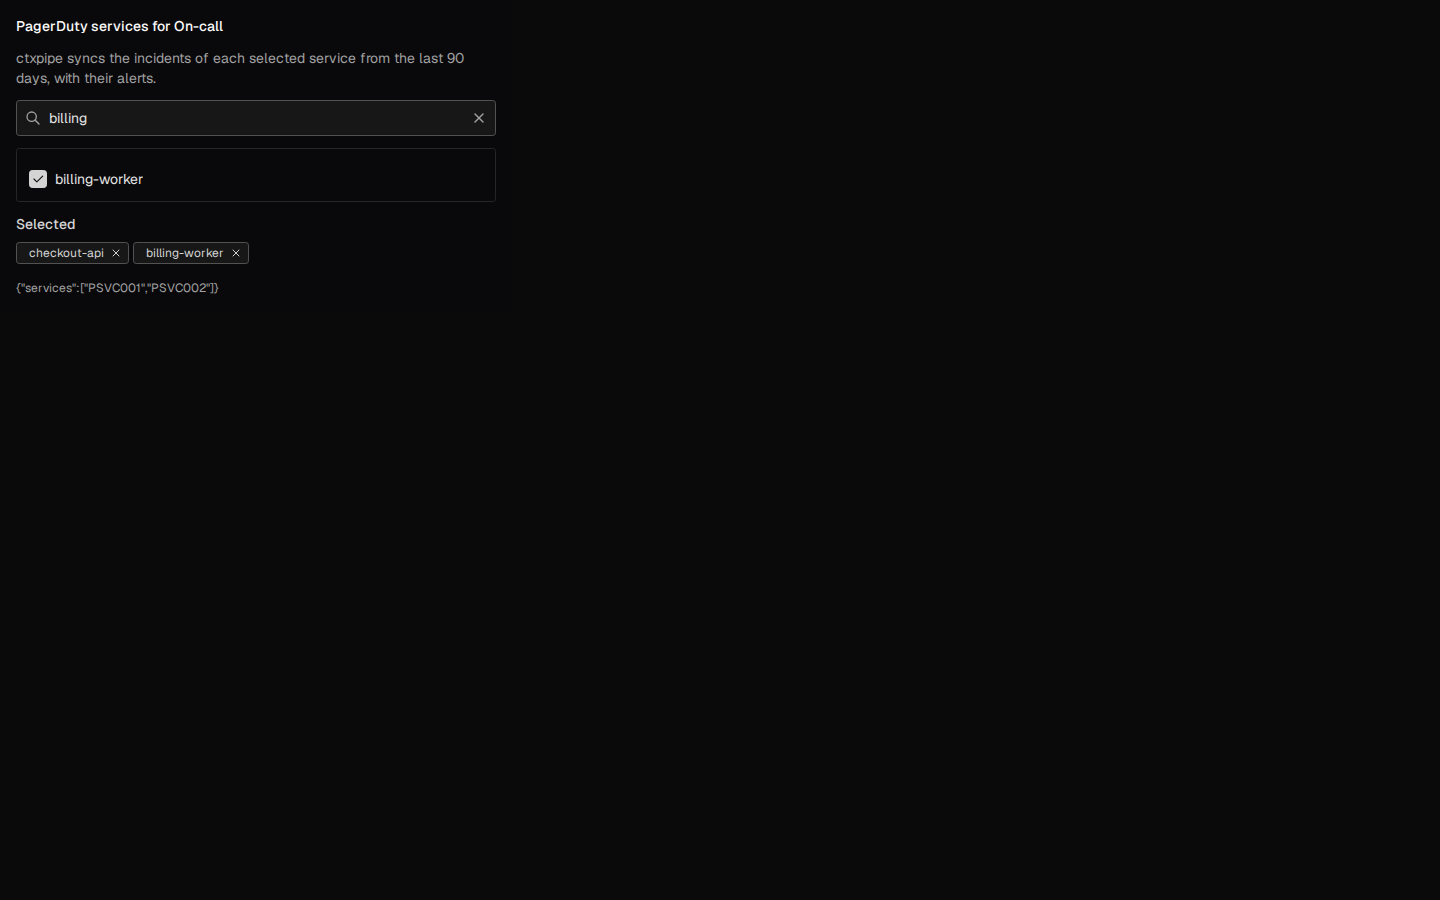 PagerDuty services for On-call
ctxpipe syncs the incidents of each selected service from the last 90
days, with their alerts.
billing
billing-worker
Selected
checkout-api
billing-worker
{"services":["PSVC001","PSVC002"]}